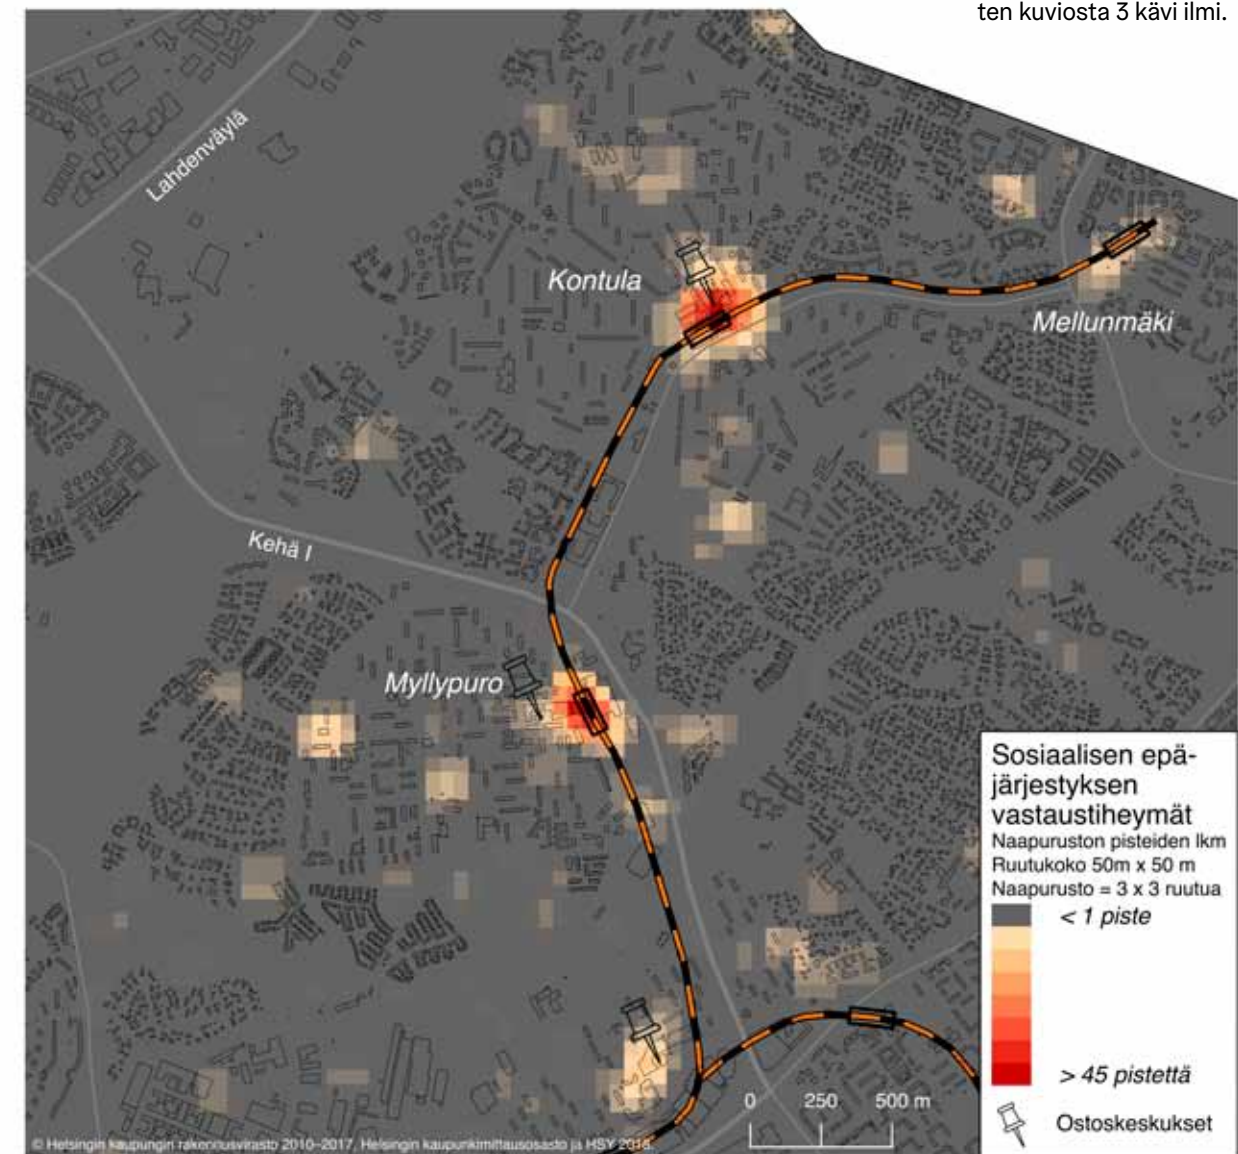 ten kuviosta 3 kävi ilmi.
Lahdenväylä
Kontula
Mellunmäki
Kehä I
Myllypuro
Sosiaalisen epä-
järjestyksen
vastaustiheymät
Naapuruston pisteiden lkm
Ruutukoko 50m x 50 m
Naapurusto = 3 x 3 ruutua
< 1 piste
> 45 pistettä
Ostoskeskukset
0 250 500 m
© Helsingin kaupungin rakennusvirasto 2010–2017, Helsingin kaupunkimittausosasto ja HSY 2016.